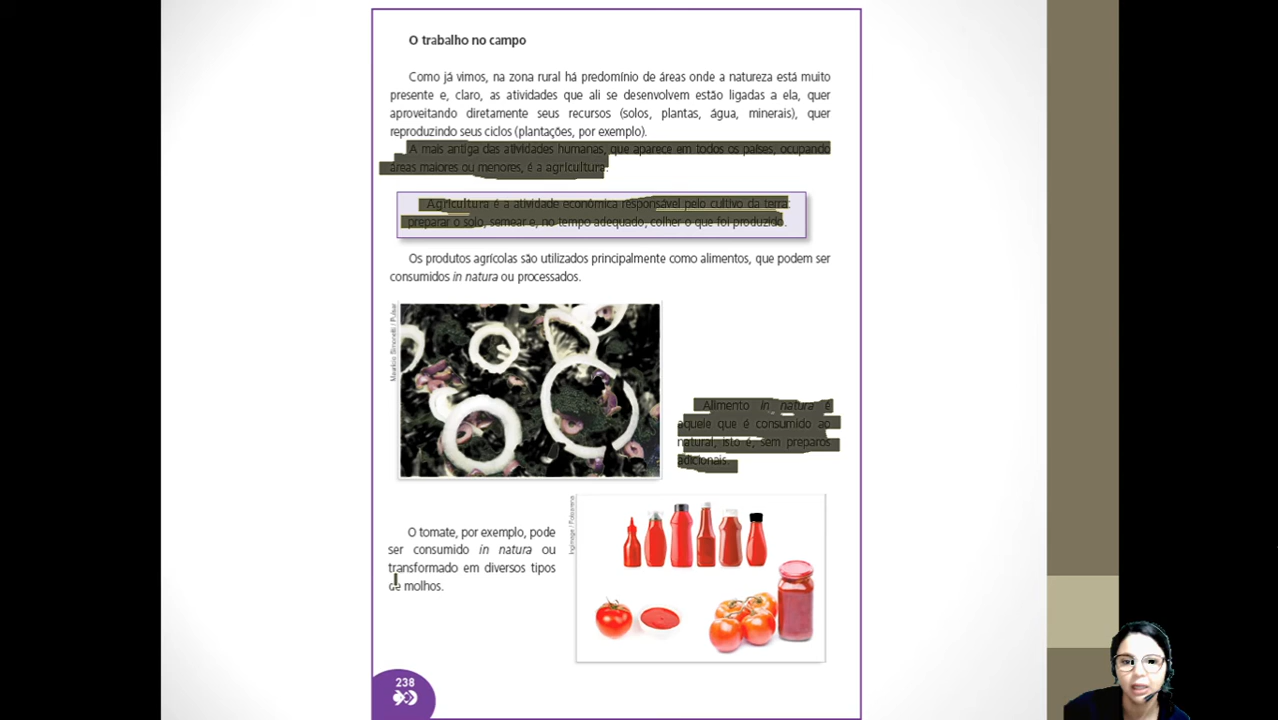 O trabalho no campo
Como já vimos, na zona rural há predomínio de áreas onde a natureza está muito
presente e, claro, as atividades que ali se desenvolvem estão ligadas a ela, quer
aproveitando diretamente seus recursos (solos, plantas, água, minerais), quer
reproduzindo seus ciclos (plantações, por exemplo).
A mais antiga das atividades humanas, que aparece em todos os países, ocupando
áreas maiores ou menores, é a agricultura.
Agricultura é a atividade econômica responsável pelo cultivo da terra:
preparar o solo, semear e, no tempo adequado, colher o que foi produzido.
Os produtos agrícolas são utilizados principalmente como alimentos, que podem ser
consumidos in natura ou processados.
Mauricio Simonetti / Pulsar
Alimento in natura é
aquele que é consumido ao
natural, isto é, sem preparos
adicionais.
O tomate, por exemplo, pode
ser consumido in natura ou
transformado em diversos tipos
de molhos.
238